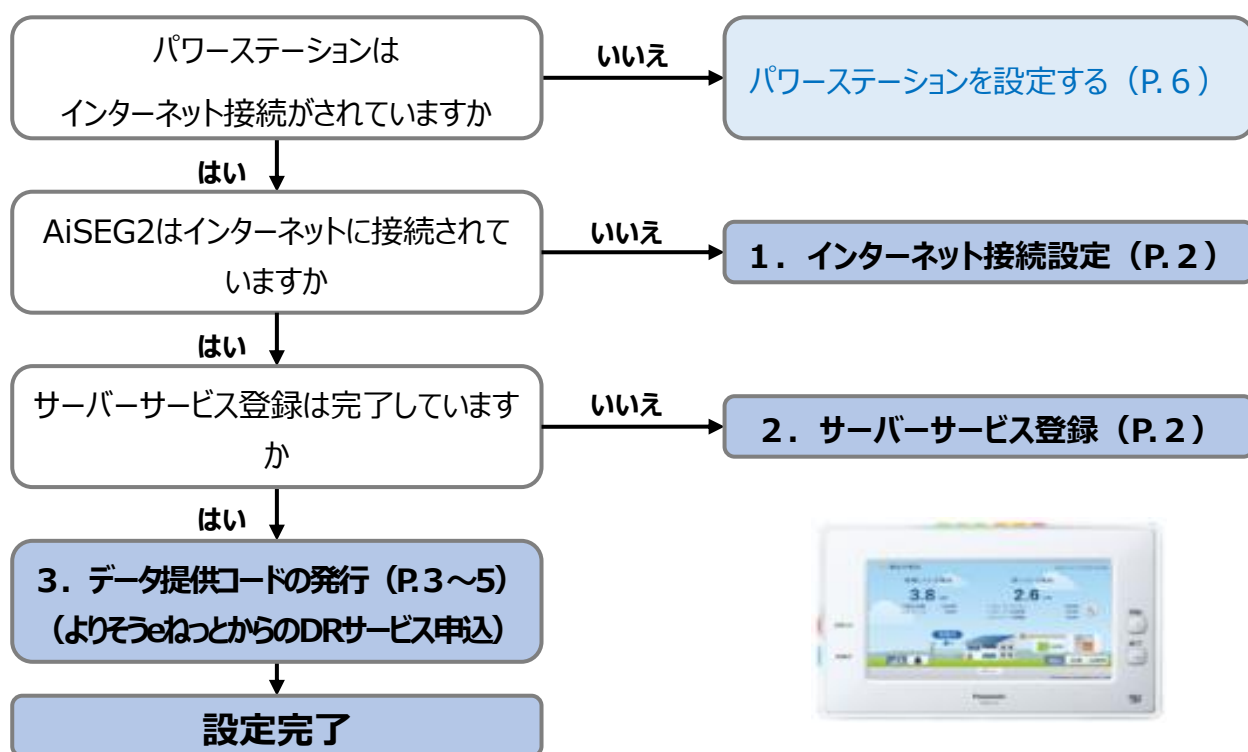 パワーステーションは
インターネット接続がされていますか
いいえ
パワーステーションを設定する（P.６）
はい
AiSEG2はインターネットに接続されて
いますか
いいえ
１．インターネット接続設定（P.２）
はい
サーバーサービス登録は完了しています
か
いいえ
２．サーバーサービス登録（P.２）
はい
３．データ提供コードの発行（P.３～5）
（よりそうeねっとからのDRサービス申込）
設定完了
3.8
2.6
Panasonic